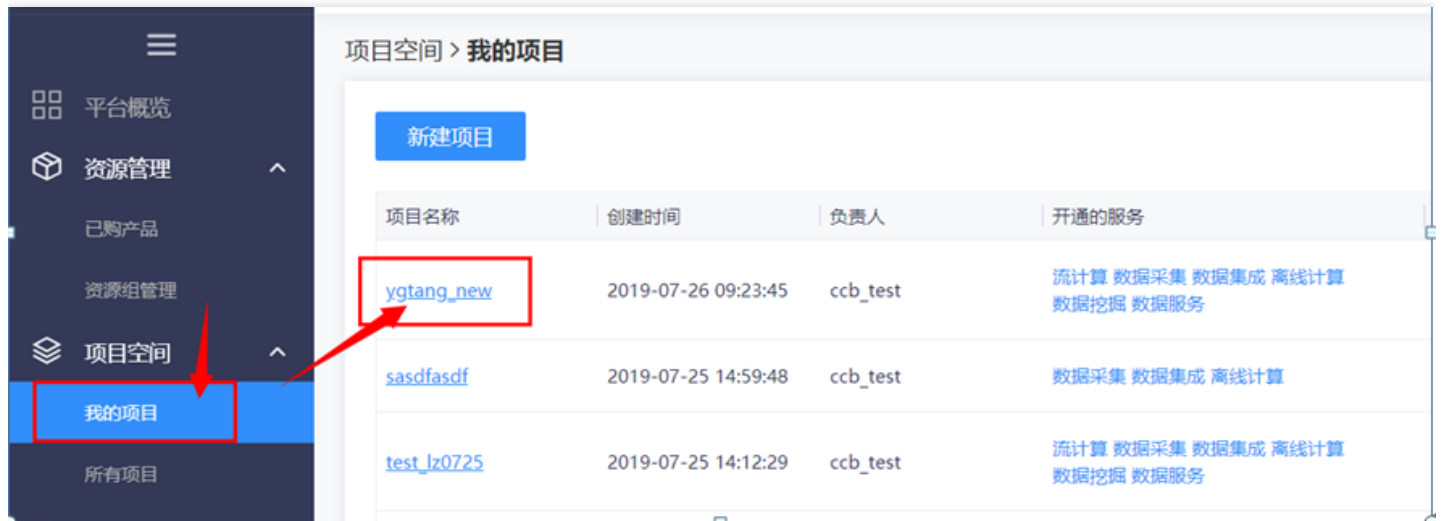 项目空间 > 我的项目
平台概览
资源管理
已购产品
资源组管理
项目空间
我的项目
所有项目
新建项目
项目名称 创建时间 负责人 开通的服务
ygtang_new 2019-07-26 09:23:45 ccb_test 流计算 数据采集 数据集成 离线计算
数据挖掘 数据服务
sasdfasdf 2019-07-25 14:59:48 ccb_test 数据采集 数据集成 离线计算
test_lz0725 2019-07-25 14:12:29 ccb_test 流计算 数据采集 数据集成 离线计算
数据挖掘 数据服务